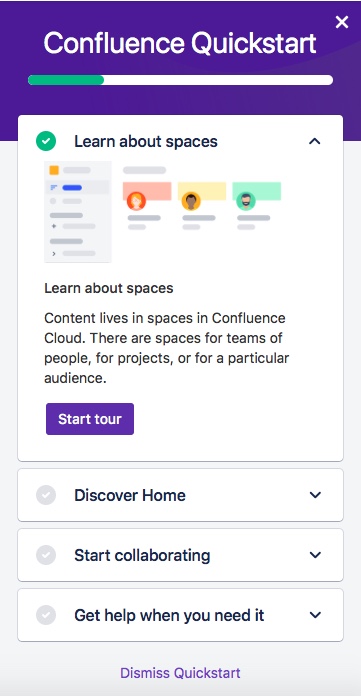 Confluence Quickstart
Learn about spaces
Learn about spaces
Content lives in spaces in Confluence
Cloud. There are spaces for teams of
people, for projects, or for a particular
audience.
Start tour
Discover Home
Start collaborating
Get help when you need it
Dismiss Quickstart